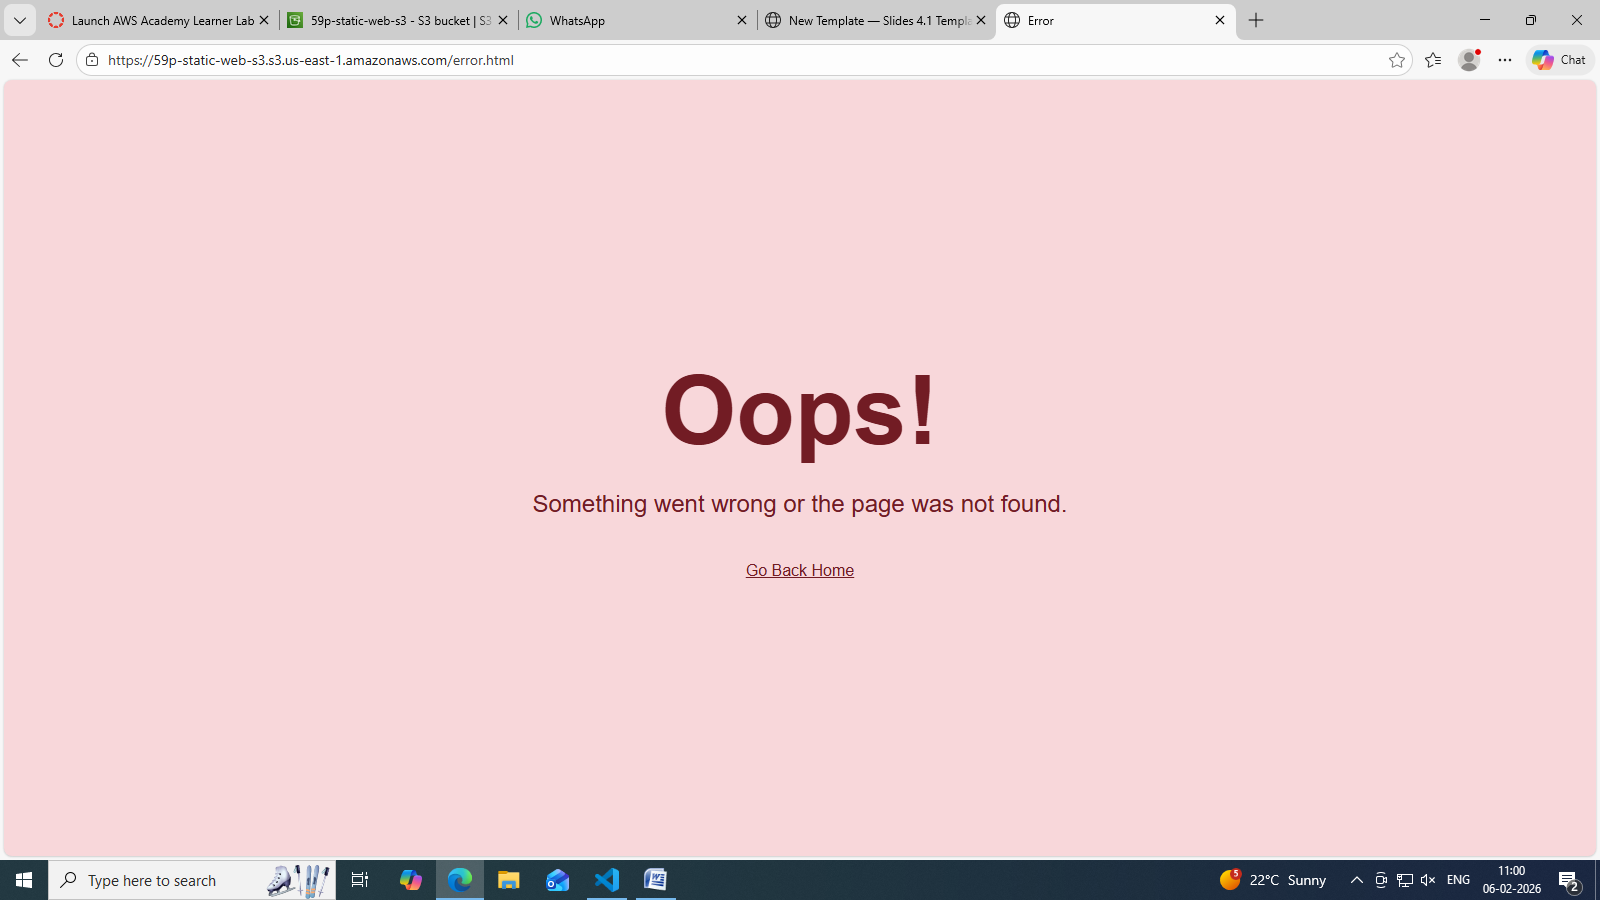 Launch AWS Academy Learner Lab
59p-static-web-s3 - S3 bucket | S3
WhatsApp
New Template — Slides 4.1 Templa
Error
https://59p-static-web-s3.s3.us-east-1.amazonaws.com/error.html
Chat
Oops!
Something went wrong or the page was not found.
Go Back Home
Type here to search
5
22°C Sunny
ENG
11:00
06-02-2026
2